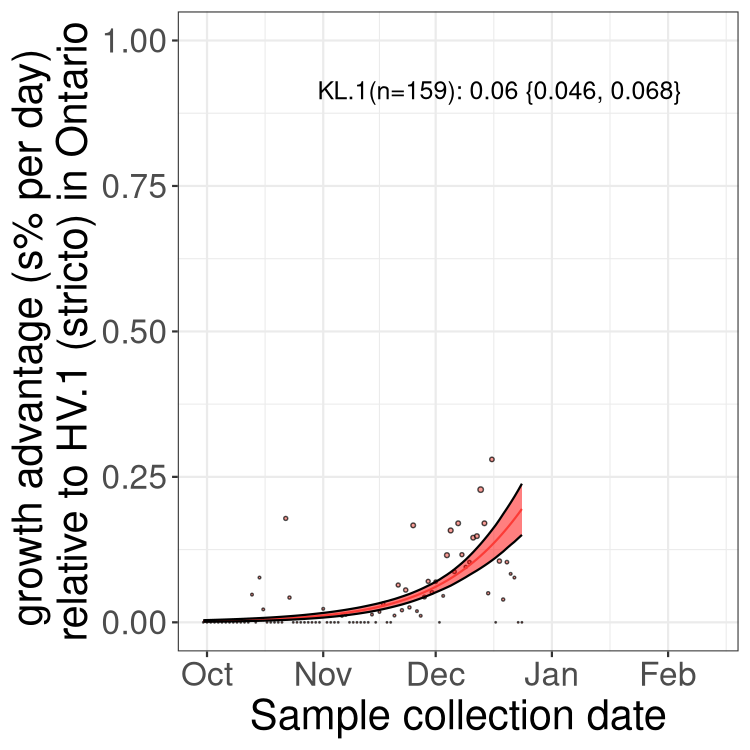 growth advantage (s% per day)
relative to HV.1 (stricto) in Ontario
1.00
0.75
0.50
0.25
0.00
KL.1(n=159): 0.06 {0.046, 0.068}
Oct Nov Dec Jan Feb
Sample collection date